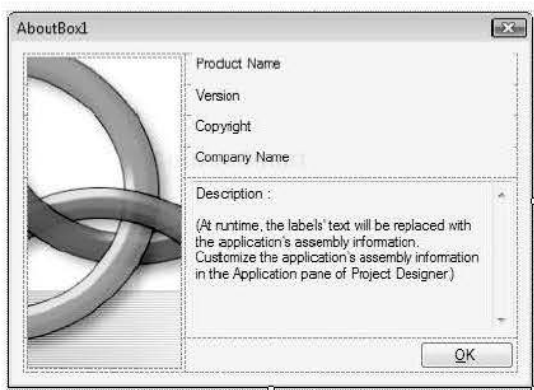 AboutBox1
Product Name
Version
Copyright
Company Name
Description :
(At runtime, the labels' text will be replaced with
the application's assembly information.
Customize the application's assembly information
in the Application pane of Project Designer.)
OK